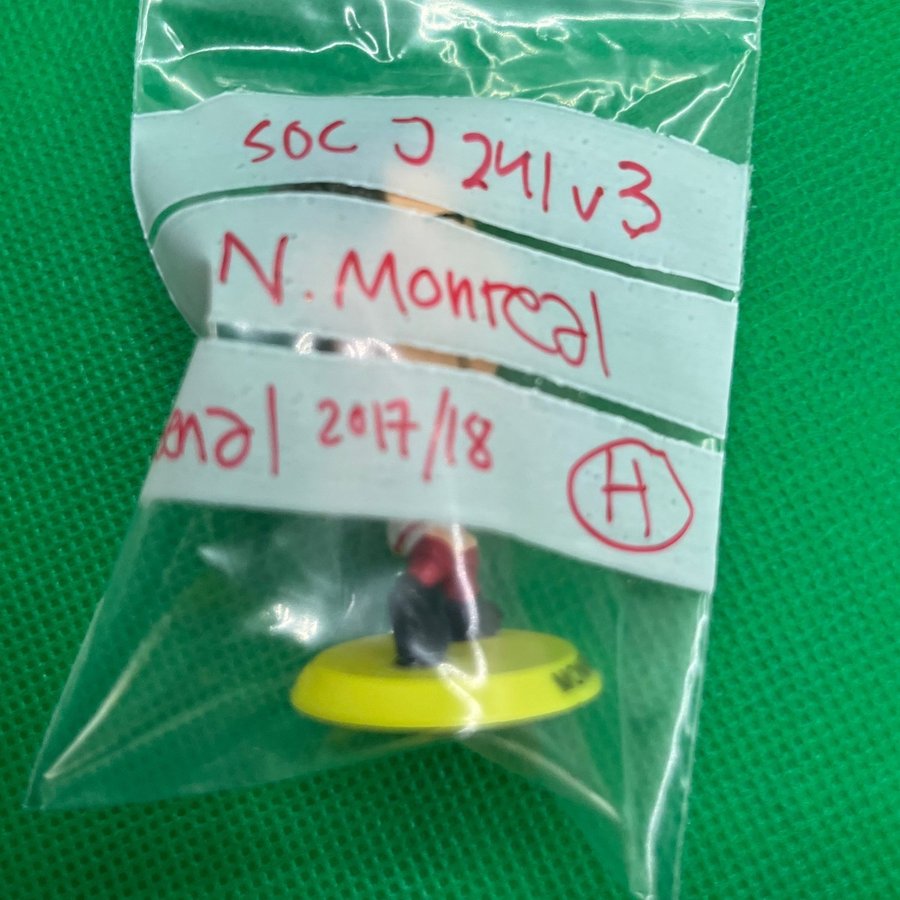 SOC J 241 v3
N. Monreal
enal 2017/18 H